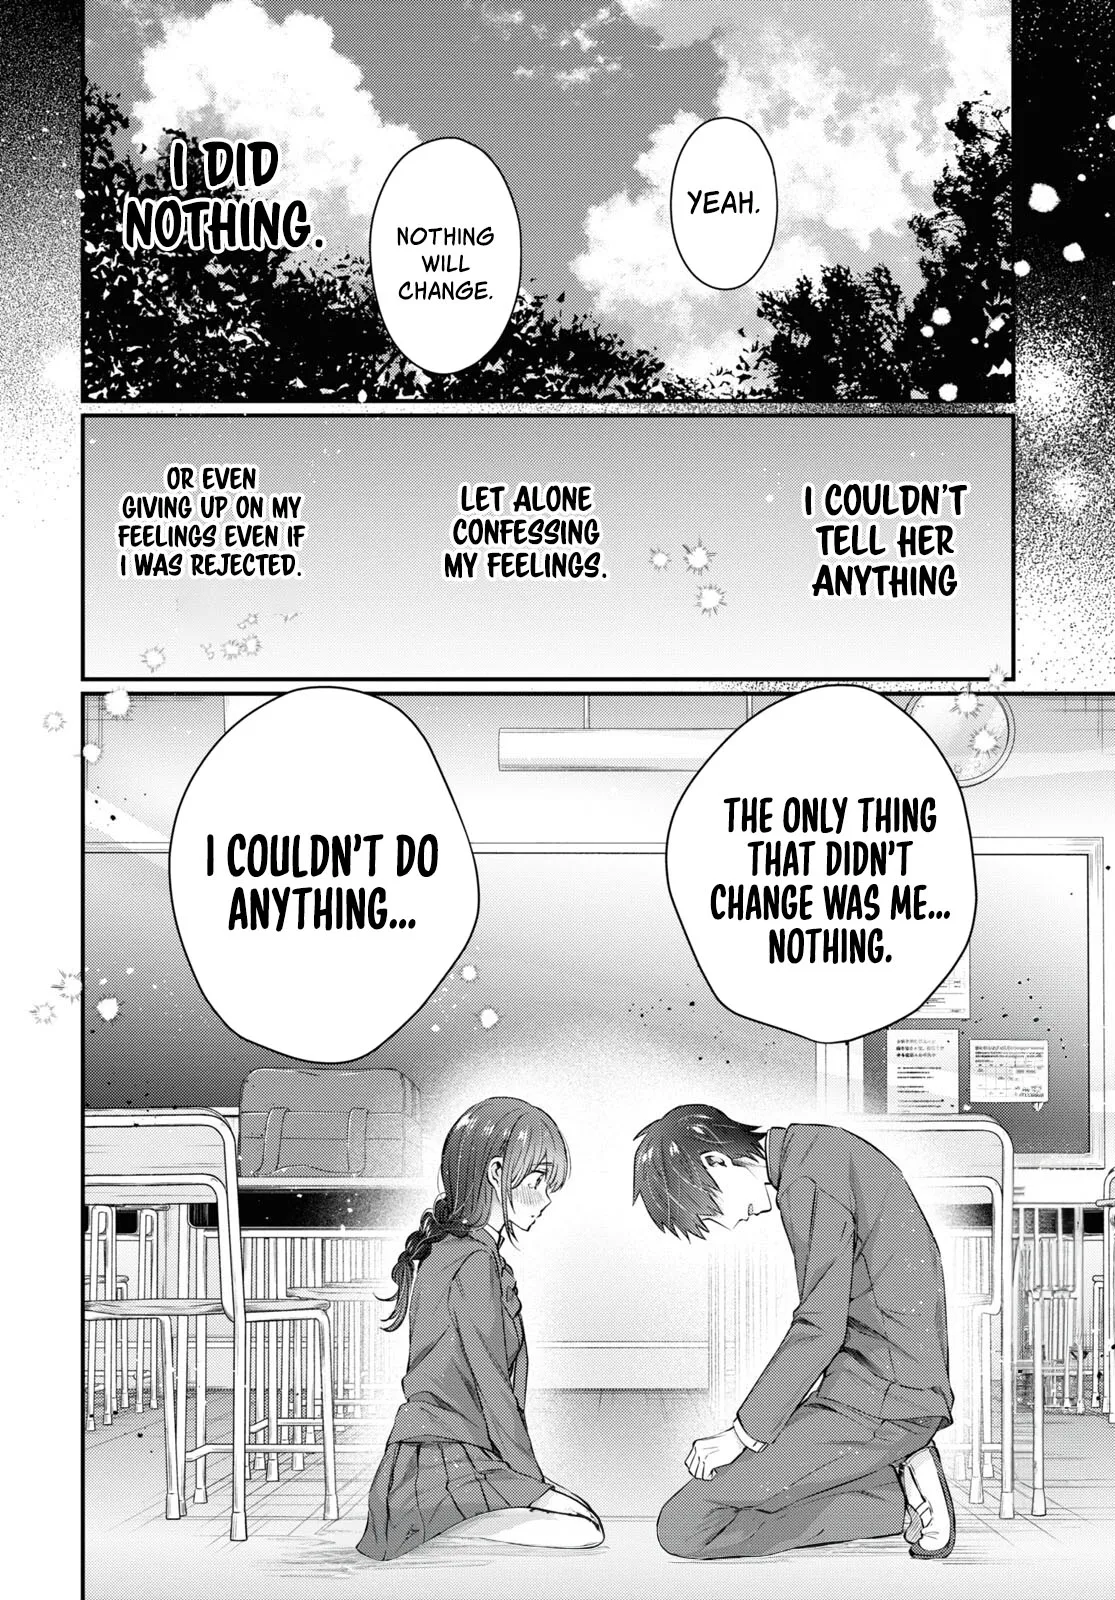 YEAH.
NOTHING
WILL
CHANGE.
I DID
NOTHING.
I COULDN'T
TELL HER
ANYTHING
LET ALONE
CONFESSING
MY FEELINGS.
OR EVEN
GIVING UP ON MY
FEELINGS EVEN IF
I WAS REJECTED.
THE ONLY THING
THAT DIDN'T
CHANGE WAS ME...
NOTHING.
I COULDN'T DO
ANYTHING...